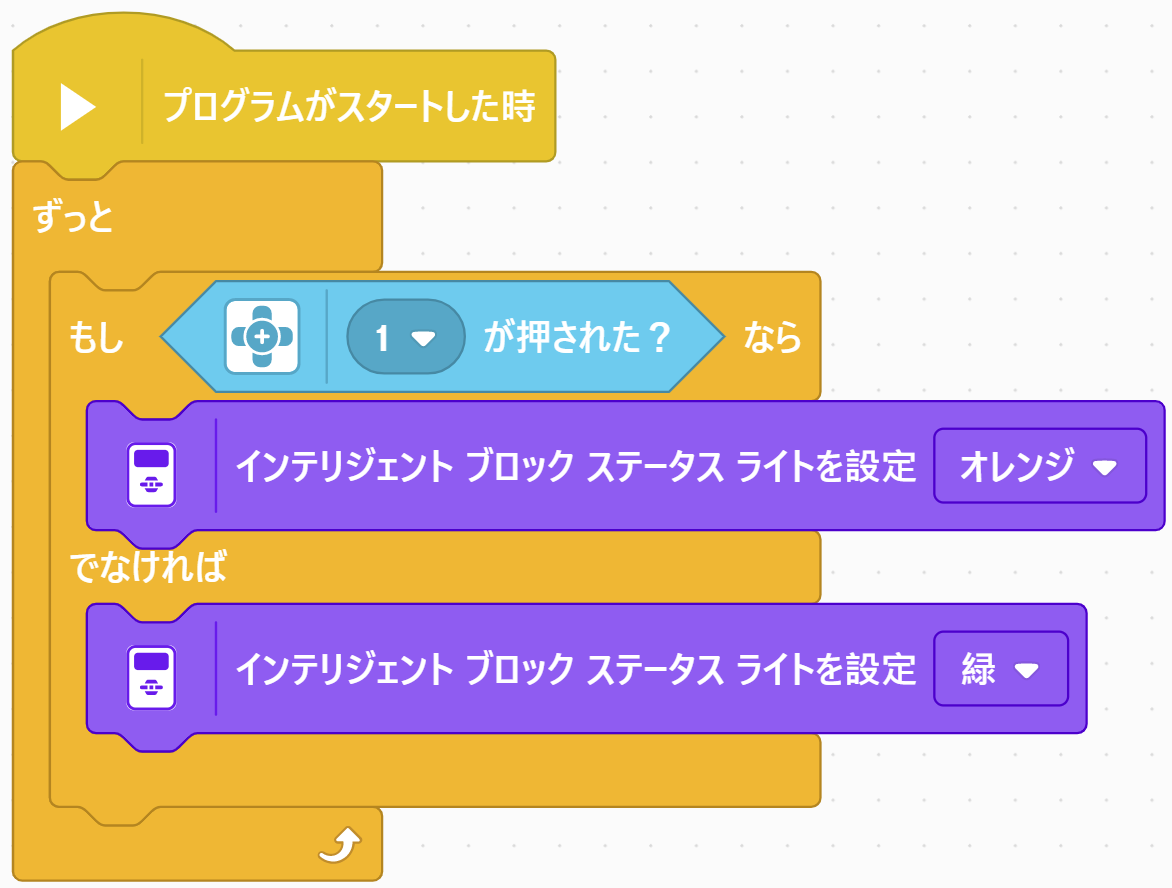 プログラムがスタートした時
ずっと
もし 1 が押された？ なら
インテリジェント ブロック ステータス ライトを設定 オレンジ
でなければ
インテリジェント ブロック ステータス ライトを設定 緑